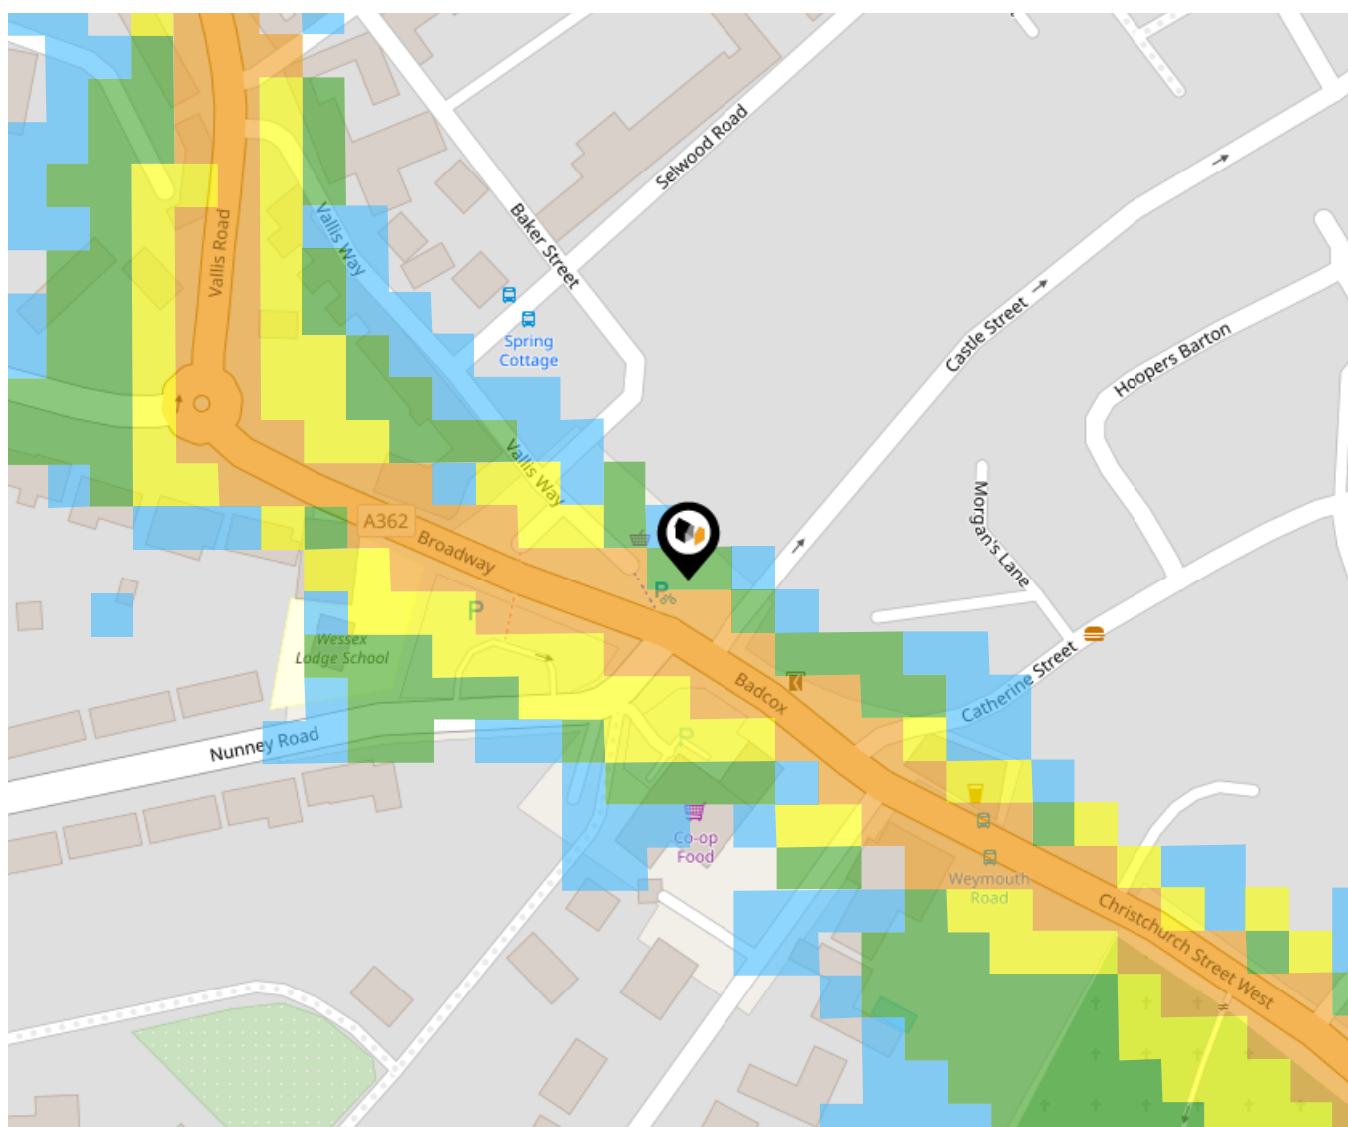 Selwood Road
Vallis Way
Baker Street
Vallis Road
Spring
Cottage
Castle Street
Hoopers Barton
Vallis Way
Morgan's Lane
A362
Broadway
P
P
Wessex
Lodge School
Catherine Street
Badcox
Nunney Road
P
Co-op
Food
Weymouth
Road
Christchurch Street West